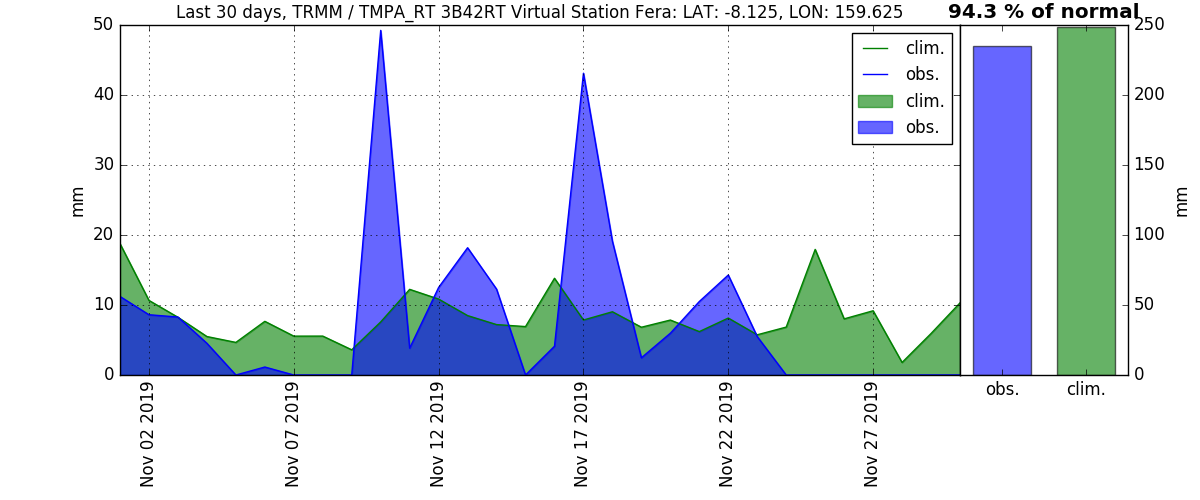 Last 30 days, TRMM / TMPA_RT 3B42RT Virtual Station Fera: LAT: -8.125, LON: 159.625
94.3 % of normal
50
40
30
20
10
0
mm
clim.
obs.
clim.
obs.
Nov 02 2019
Nov 07 2019
Nov 12 2019
Nov 17 2019
Nov 22 2019
Nov 27 2019
250
200
150
100
50
0
mm
obs.
clim.